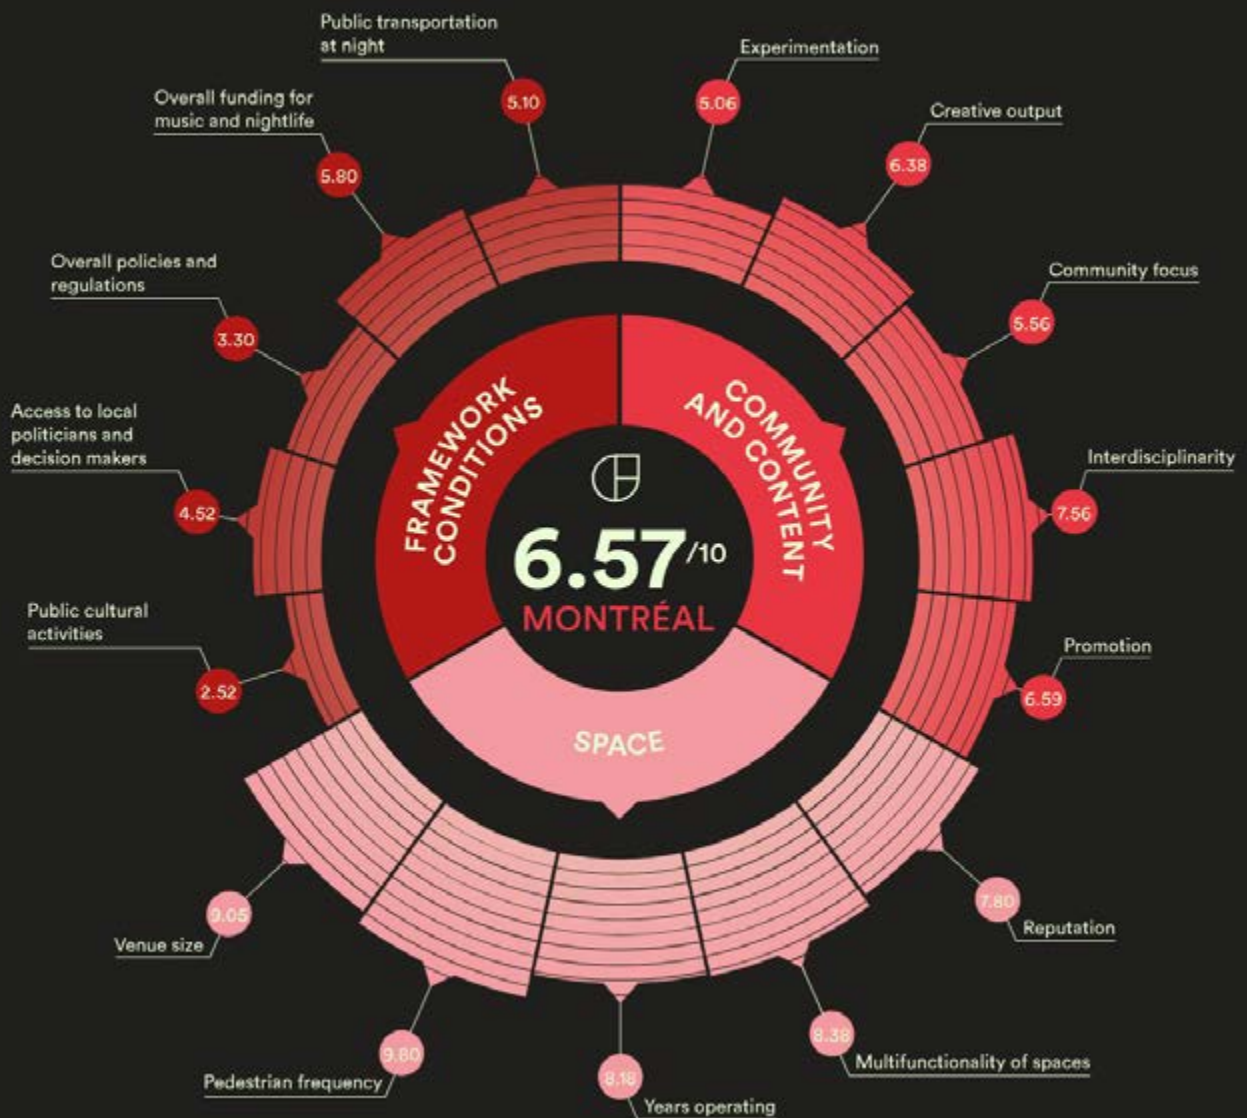 Public transportation
at night
5.10
Experimentation
5.06
Overall funding for
music and nightlife
5.80
Creative output
6.38
Overall policies and
regulations
3.30
Community focus
5.56
Access to local
politicians and
decision makers
4.52
Interdisciplinarity
7.56
Public cultural
activities
2.52
Promotion
6.59
FRAMEWORK
CONDITIONS
COMMUNITY
AND CONTENT
6.57/10
MONTRÉAL
SPACE
9.05
Venue size
7.80
Reputation
9.80
Pedestrian frequency
8.38
Multifunctionality of spaces
8.18
Years operating